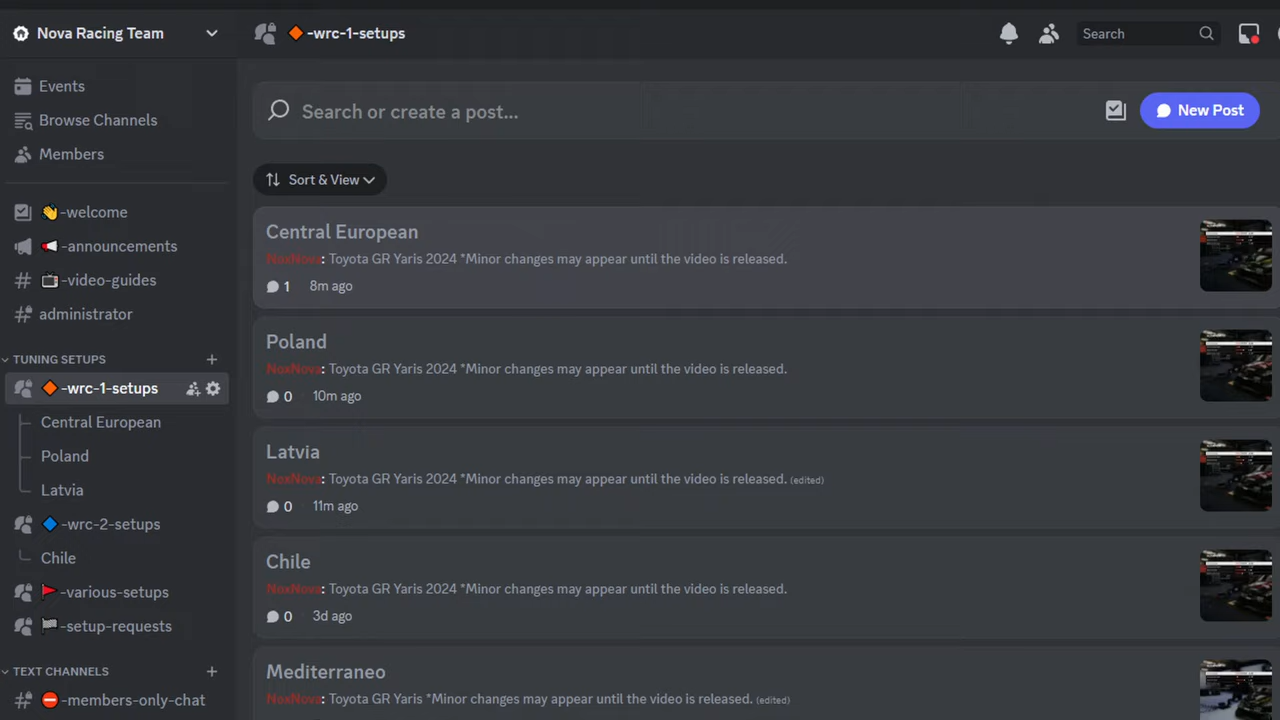 Nova Racing Team
Events
Browse Channels
Members
-welcome
-announcements
-video-guides
administrator
TUNING SETUPS
-wrc-1-setups
Central European
Poland
Latvia
-wrc-2-setups
Chile
-various-setups
-setup-requests
TEXT CHANNELS
-members-only-chat
-wrc-1-setups
Search
Search or create a post...
New Post
Sort & View
Central European
NoxNova: Toyota GR Yaris 2024 *Minor changes may appear until the video is released.
1 8m ago
Poland
NoxNova: Toyota GR Yaris 2024 *Minor changes may appear until the video is released.
0 10m ago
Latvia
NoxNova: Toyota GR Yaris 2024 *Minor changes may appear until the video is released. (edited)
0 11m ago
Chile
NoxNova: Toyota GR Yaris 2024 *Minor changes may appear until the video is released.
0 3d ago
Mediterraneo
NoxNova: Toyota GR Yaris *Minor changes may appear until the video is released. (edited)